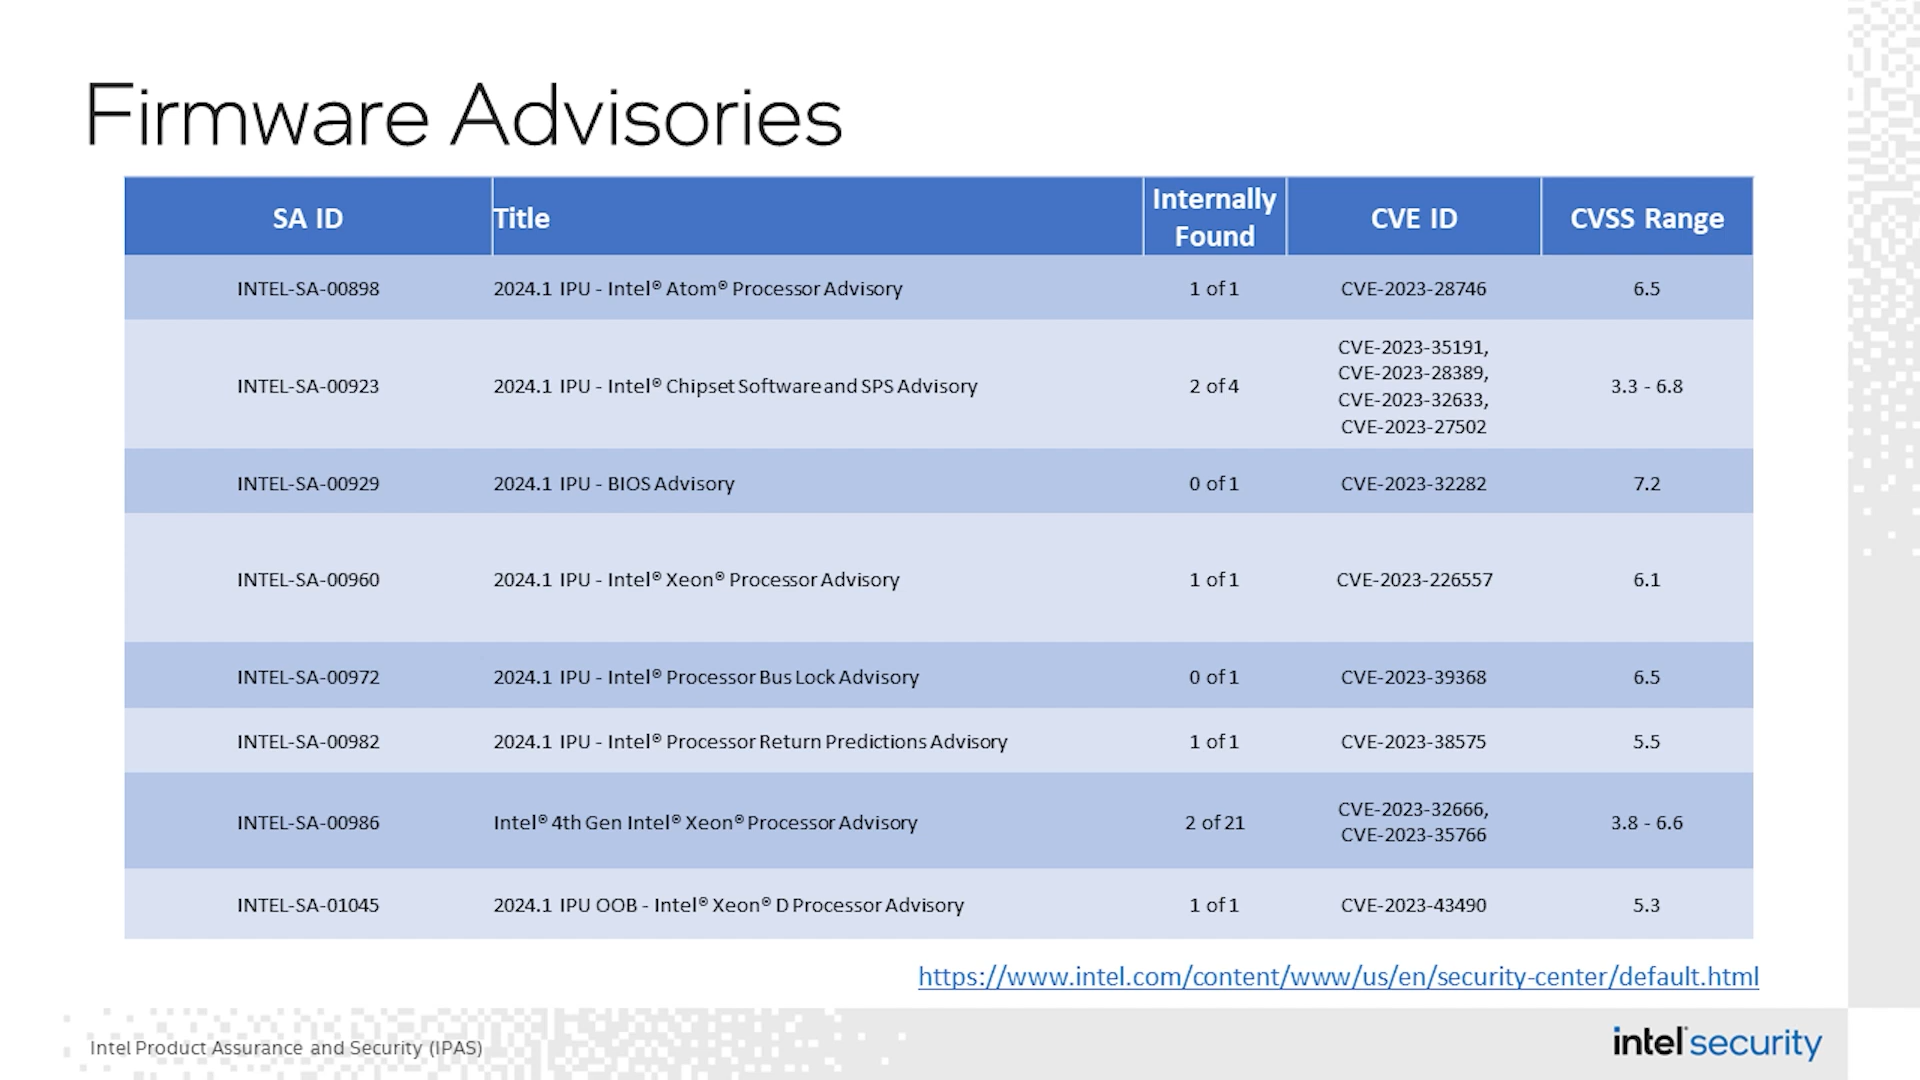 Firmware Advisories
SA ID Title Internally Found CVE ID CVSS Range
INTEL-SA-00898 2024.1 IPU - Intel® Atom® Processor Advisory 1 of 1 CVE-2023-28746 6.5
INTEL-SA-00923 2024.1 IPU - Intel® Chipset Software and SPS Advisory 2 of 4 CVE-2023-35191, CVE-2023-28389, CVE-2023-32633, CVE-2023-27502 3.3 - 6.8
INTEL-SA-00929 2024.1 IPU - BIOS Advisory 0 of 1 CVE-2023-32282 7.2
INTEL-SA-00960 2024.1 IPU - Intel® Xeon® Processor Advisory 1 of 1 CVE-2023-226557 6.1
INTEL-SA-00972 2024.1 IPU - Intel® Processor Bus Lock Advisory 0 of 1 CVE-2023-39368 6.5
INTEL-SA-00982 2024.1 IPU - Intel® Processor Return Predictions Advisory 1 of 1 CVE-2023-38575 5.5
INTEL-SA-00986 Intel® 4th Gen Intel® Xeon® Processor Advisory 2 of 21 CVE-2023-32666, CVE-2023-35766 3.8 - 6.6
INTEL-SA-01045 2024.1 IPU OOB - Intel® Xeon® D Processor Advisory 1 of 1 CVE-2023-43490 5.3
https://www.intel.com/content/www/us/en/security-center/default.html
Intel Product Assurance and Security (IPAS)
intel security